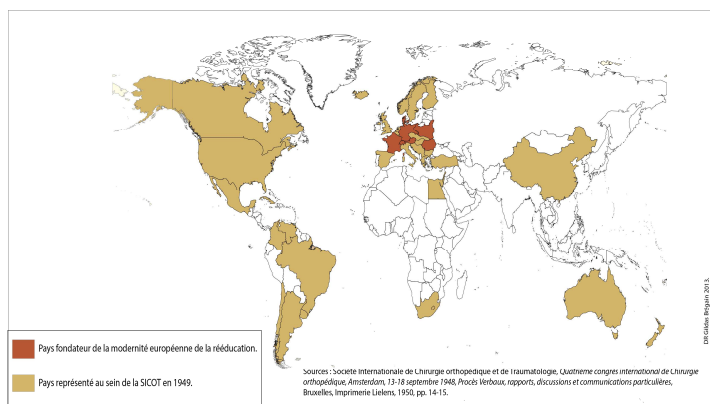 Pays fondateur de la modernité européenne de la rééducation.
Pays représenté au sein de la SICOT en 1949.
Sources : Société Internationale de Chirurgie orthopédique et de Traumatologie, Quatrième congrès international de Chirurgie
orthopédique, Amsterdam, 13-18 septembre 1948, Procès Verbaux, rapports, discussions et communications particulières,
Bruxelles, Imprimerie Lielens, 1950, pp. 14-15.
DR Gildas Brégain 2013.